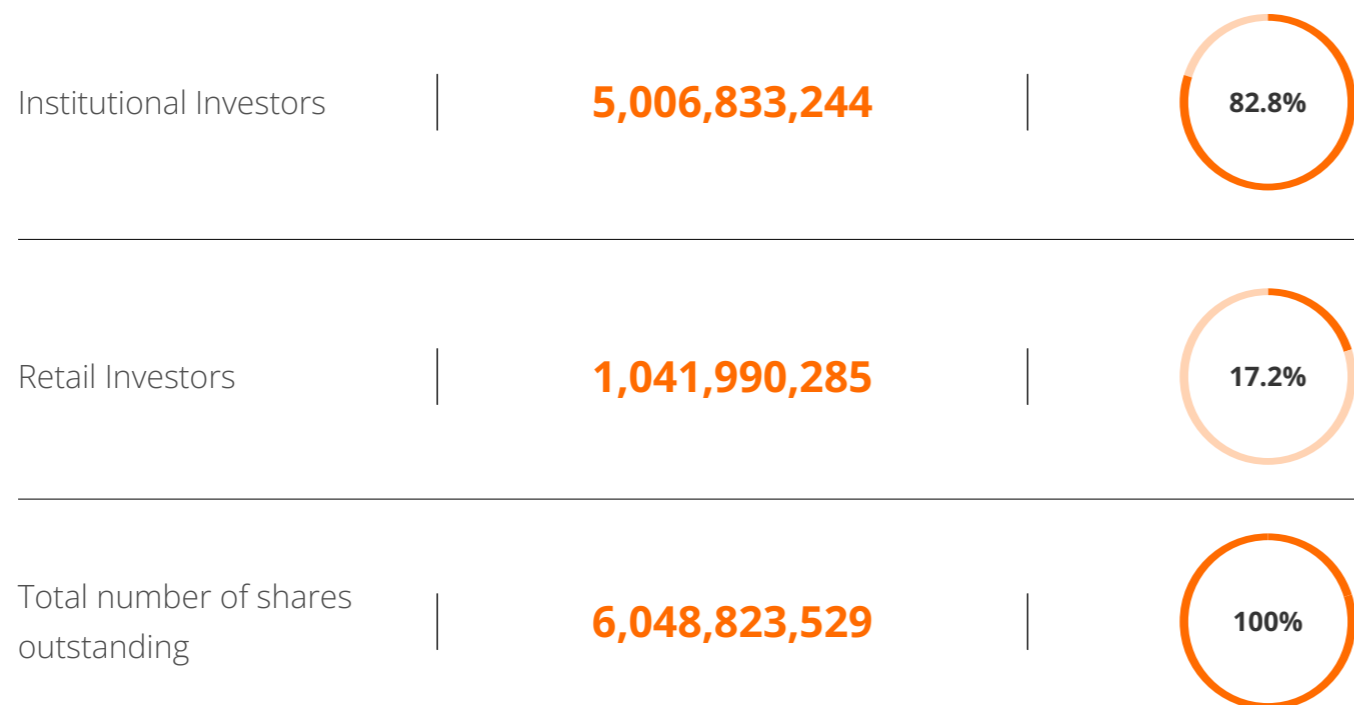 Institutional Investors
5,006,833,244
82.8%
Retail Investors
1,041,990,285
17.2%
Total number of shares
outstanding
6,048,823,529
100%